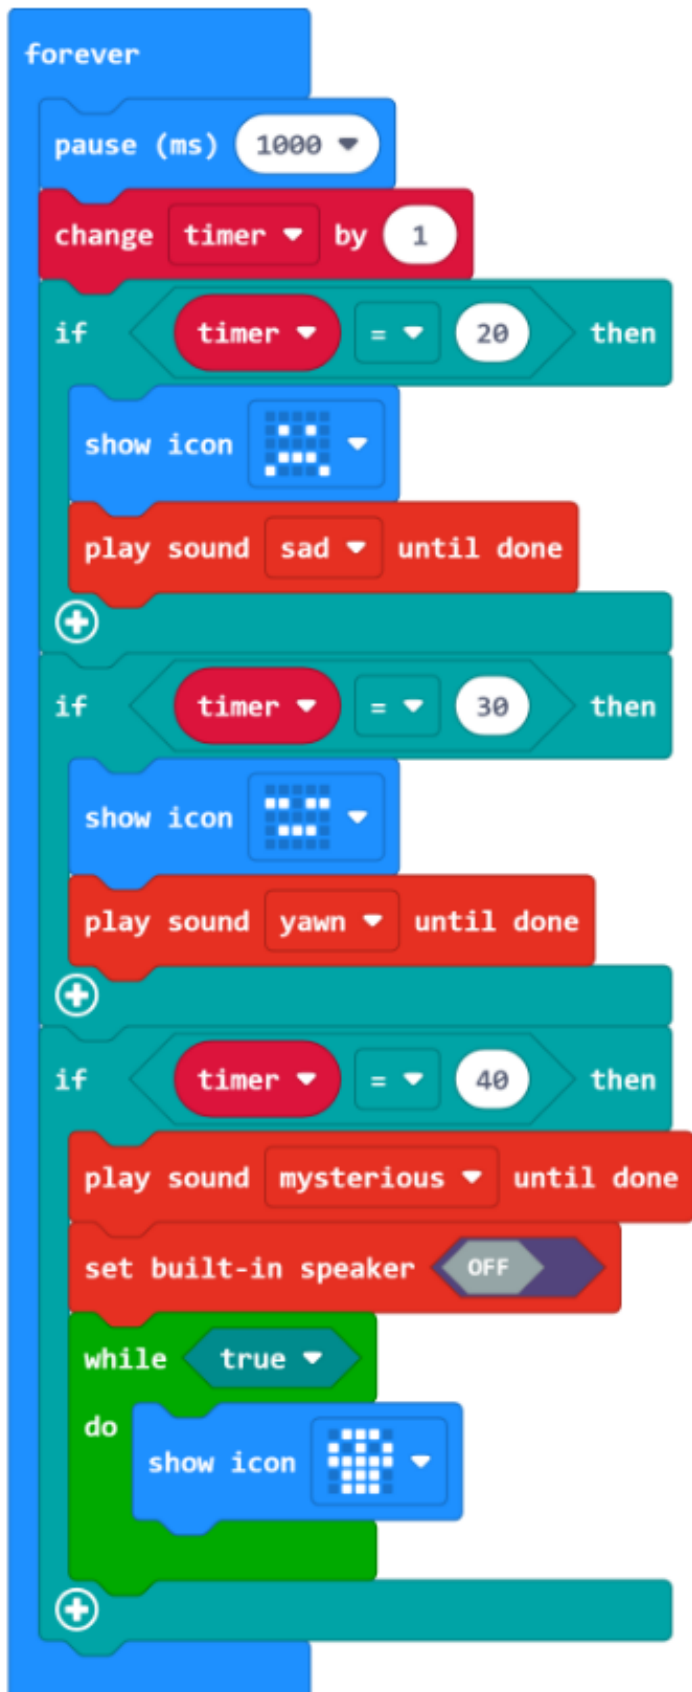 forever
pause (ms) 1000
change timer by 1
if timer = 20 then
show icon
play sound sad until done
if timer = 30 then
show icon
play sound yawn until done
if timer = 40 then
play sound mysterious until done
set built-in speaker OFF
while true
do
show icon